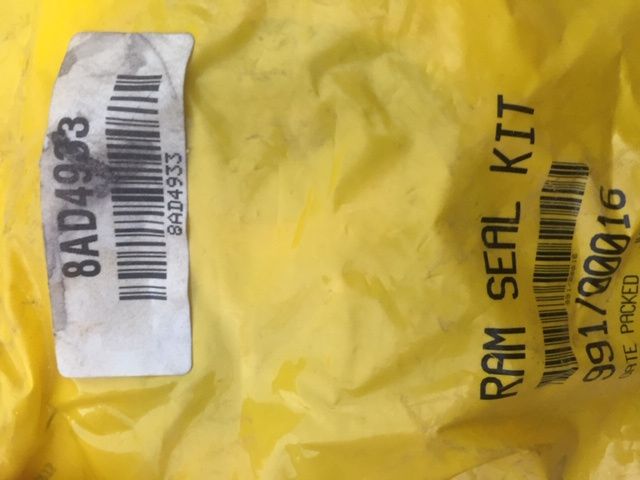 8AD4933
8AD4933
RAM SEAL KIT
991/00016
DATE PACKED